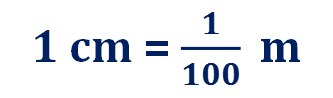 1 cm = 1/100 m